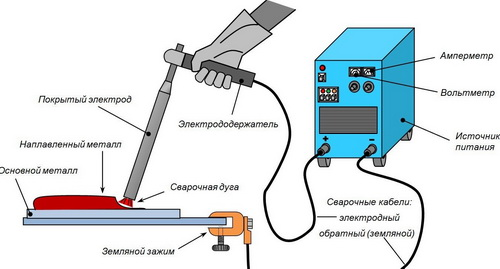 Амперметр
Вольтметр
Покрытый электрод
Электрододержатель
Источник
питания
Наплавленный металл
Основной металл
Сварочная дуга
+ −
Сварочные кабели:
электродный
обратный (земляной)
Земляной зажим